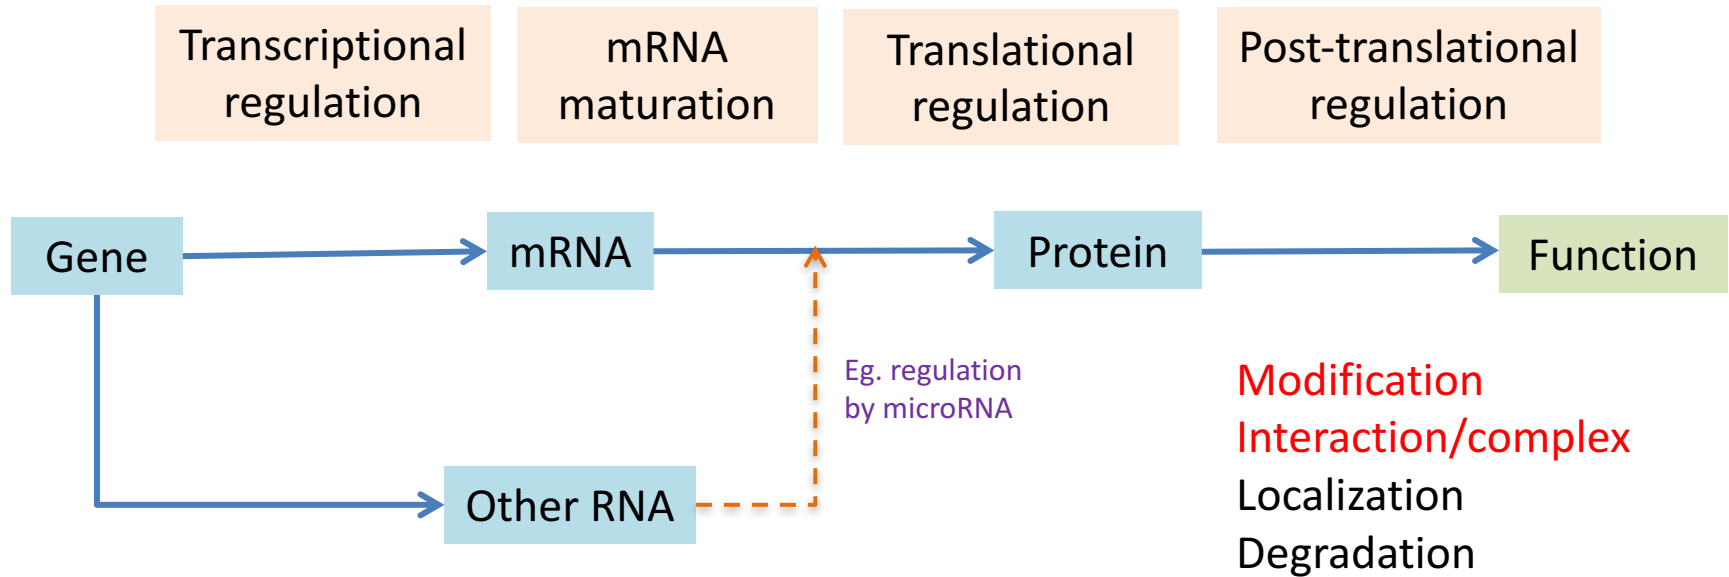 Transcriptional
regulation
mRNA
maturation
Translational
regulation
Post-translational
regulation
Gene
mRNA
Protein
Function
Eg. regulation
by microRNA
Other RNA
Modification
Interaction/complex
Localization
Degradation